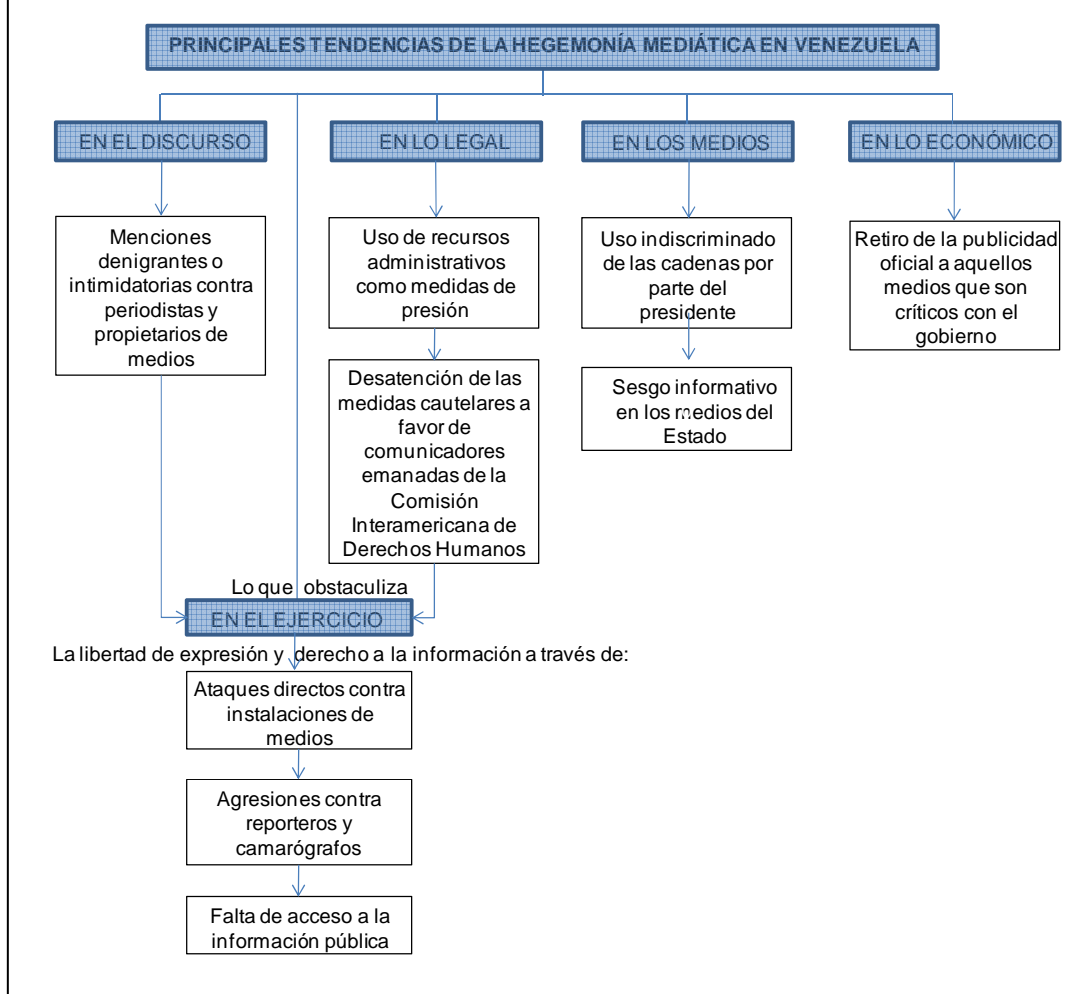 PRINCIPALES TENDENCIAS DE LA HEGEMONÍA MEDIÁTICA EN VENEZUELA
EN EL DISCURSO
Menciones
denigrantes o
intimidatorias contra
periodistas y
propietarios de
medios
EN LO LEGAL
Uso de recursos
administrativos
como medidas de
presión
Desatención de las
medidas cautelares a
favor de
comunicadores
emanadas de la
Comisión
Interamericana de
Derechos Humanos
EN LOS MEDIOS
Uso indiscriminado
de las cadenas por
parte del
presidente
Sesgo informativo
en los medios del
Estado
EN LO ECONÓMICO
Retiro de la publicidad
oficial a aquellos
medios que son
críticos con el
gobierno
Lo que obstaculiza
EN EL EJERCICIO
La libertad de expresión y derecho a la información a través de:
Ataques directos contra
instalaciones de
medios
Agresiones contra
reporteros y
camarógrafos
Falta de acceso a la
información pública